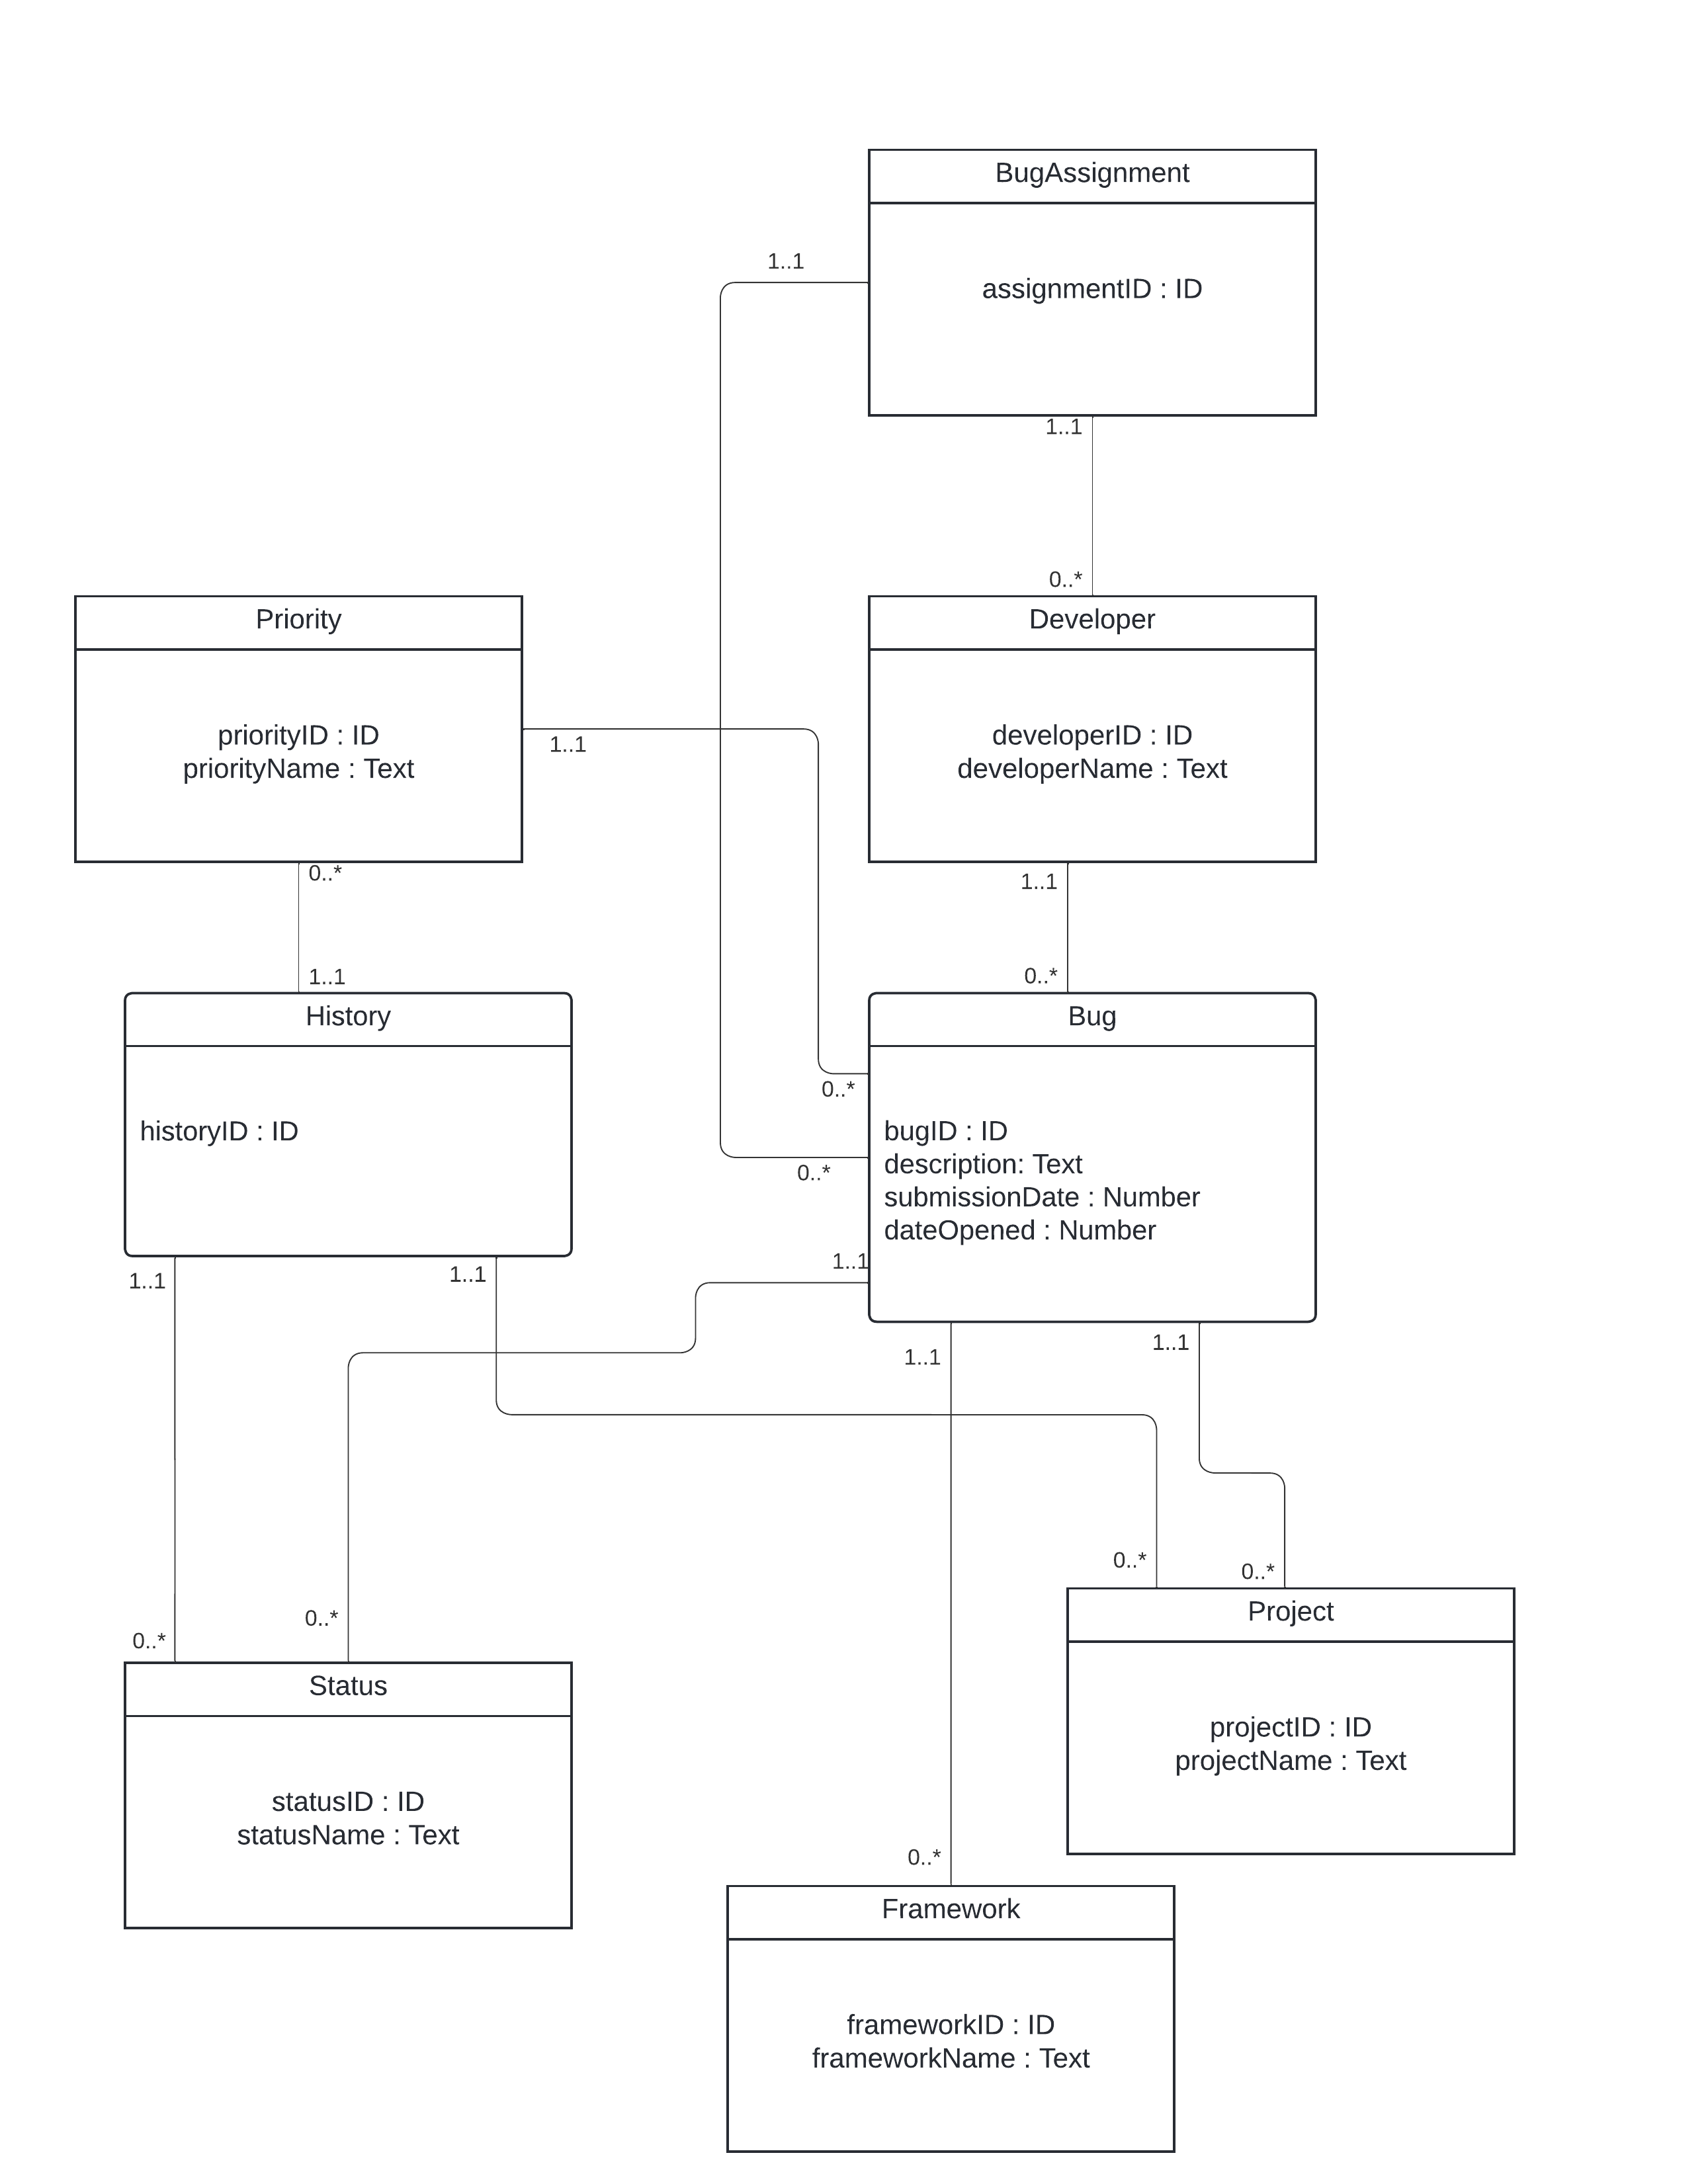 BugAssignment
1..1
assignmentID : ID
1..1
0..*
Priority
Developer
priorityID : ID
priorityName : Text
1..1
developerID : ID
developerName : Text
0..*
1..1
1..1
0..*
History
Bug
0..*
historyID : ID
bugID : ID
description: Text
submissionDate : Number
dateOpened : Number
0..*
1..1
1..1
1..1
1..1
1..1
0..*
0..*
0..*
0..*
Project
Status
projectID : ID
projectName : Text
statusID : ID
statusName : Text
0..*
Framework
frameworkID : ID
frameworkName : Text